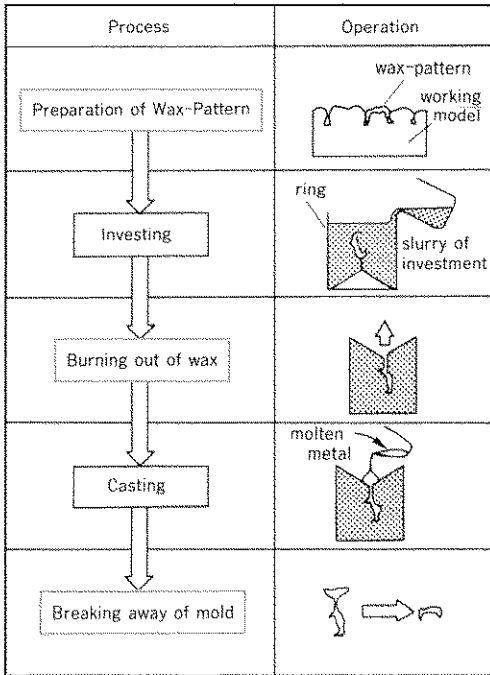 Process
Operation
Preparation of Wax-Pattern
wax-pattern
working
model
Investing
ring
slurry of
investment
Burning out of wax
Casting
molten
metal
Breaking away of mold